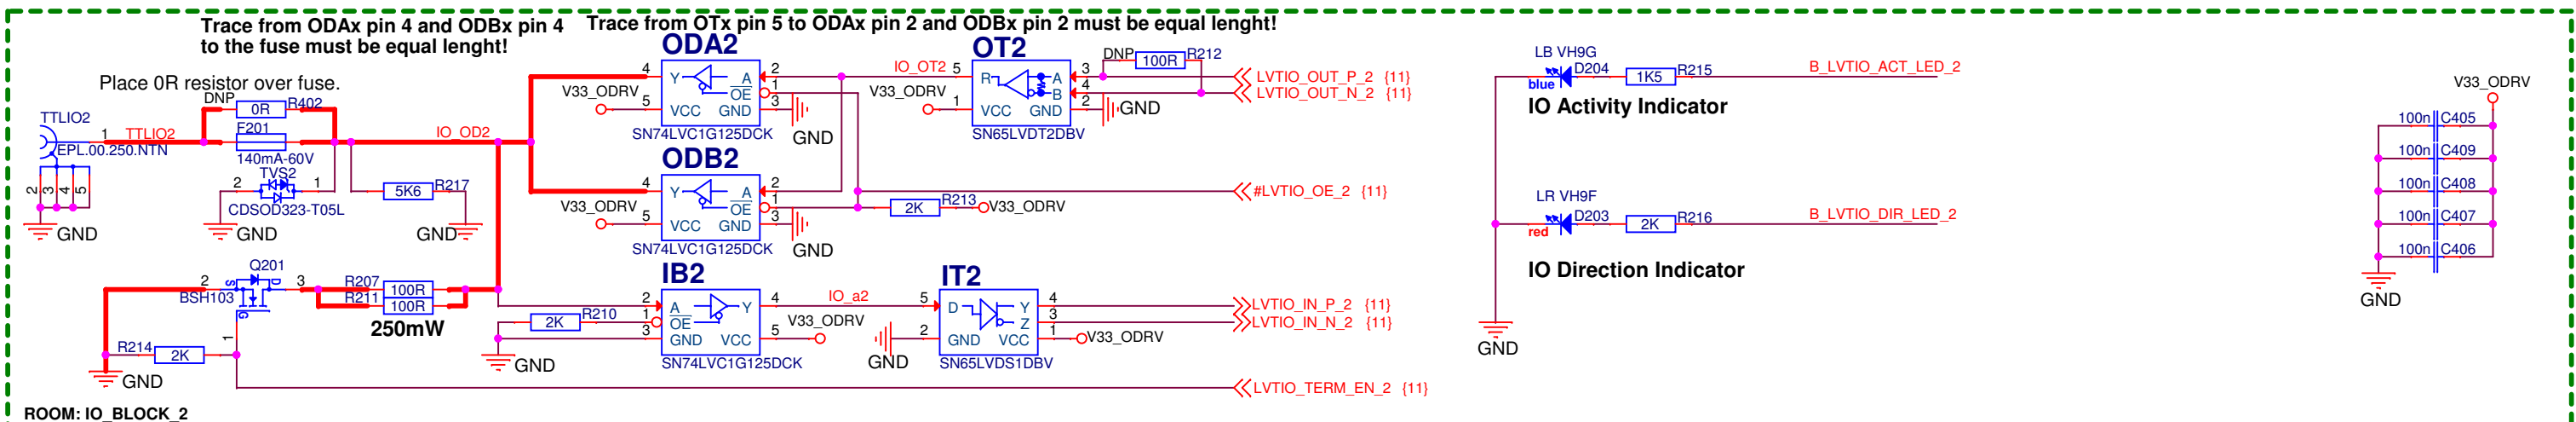 Trace from ODAx pin 4 and ODBx pin 4
to the fuse must be equal lenght!
Trace from OTx pin 5 to ODAx pin 2 and ODBx pin 2 must be equal lenght!
Place 0R resistor over fuse.
DNP 0R R402
TTLIO2
1 TTLIO2
EPL.00.250.NTN
2 3 4 5
GND
F201
140mA-60V
TVS2
2 1
CDSOD323-T05L
GND
5K6 R217
GND
IO_OD2
ODA2
4 Y A 2
OE 1
V33_ODRV
5 VCC GND 3
SN74LVC1G125DCK
GND
ODB2
4 Y A 2
OE 1
V33_ODRV
5 VCC GND 3
SN74LVC1G125DCK
GND
2K R213 V33_ODRV
IO_OT2
OT2
5 R A 3
B 4
V33_ODRV
1 VCC GND 2
SN65LVDT2DBV
GND
DNP 100R R212
LVTIO_OUT_P_2 {11}
LVTIO_OUT_N_2 {11}
#LVTIO_OE_2 {11}
Q201
2 S D 3
BSH103
G
1
R207 100R
R211 100R
250mW
R214 2K
GND
IB2
2 A Y 4
1 OE
3 GND VCC 5
SN74LVC1G125DCK
2K R210
GND
V33_ODRV
IO_a2
IT2
5 D Y 4
Z 3
2 GND VCC 1
SN65LVDS1DBV
GND
V33_ODRV
LVTIO_IN_P_2 {11}
LVTIO_IN_N_2 {11}
LVTIO_TERM_EN_2 {11}
LB VH9G
D204 1K5 R215 B_LVTIO_ACT_LED_2
blue
IO Activity Indicator
LR VH9F
D203 2K R216 B_LVTIO_DIR_LED_2
red
IO Direction Indicator
GND
V33_ODRV
100n C405
100n C409
100n C408
100n C407
100n C406
GND
ROOM: IO_BLOCK_2